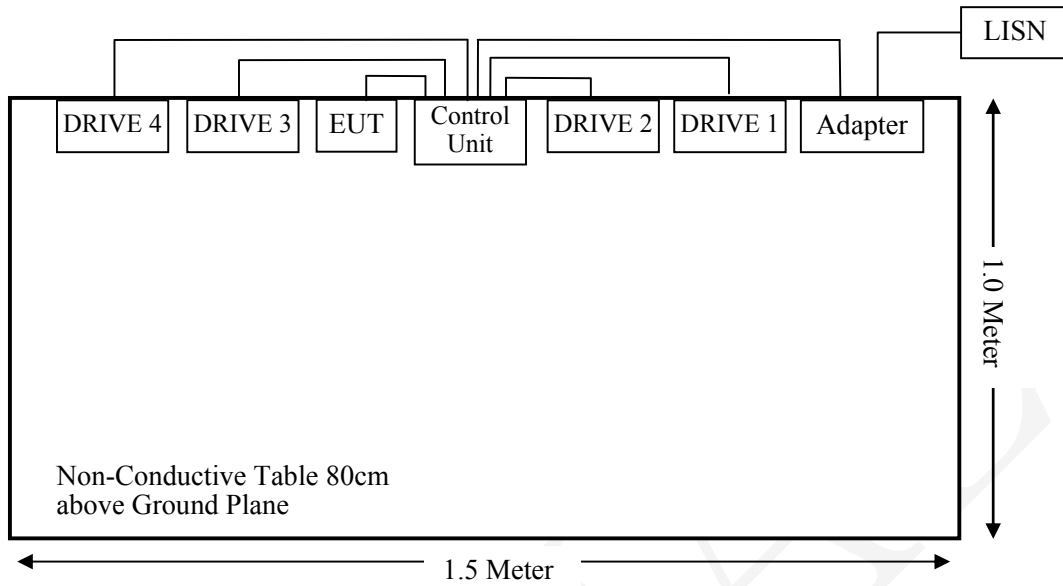 LISN
DRIVE 4
DRIVE 3
EUT
Control
Unit
DRIVE 2
DRIVE 1
Adapter
1.0 Meter
Non-Conductive Table 80cm
above Ground Plane
1.5 Meter